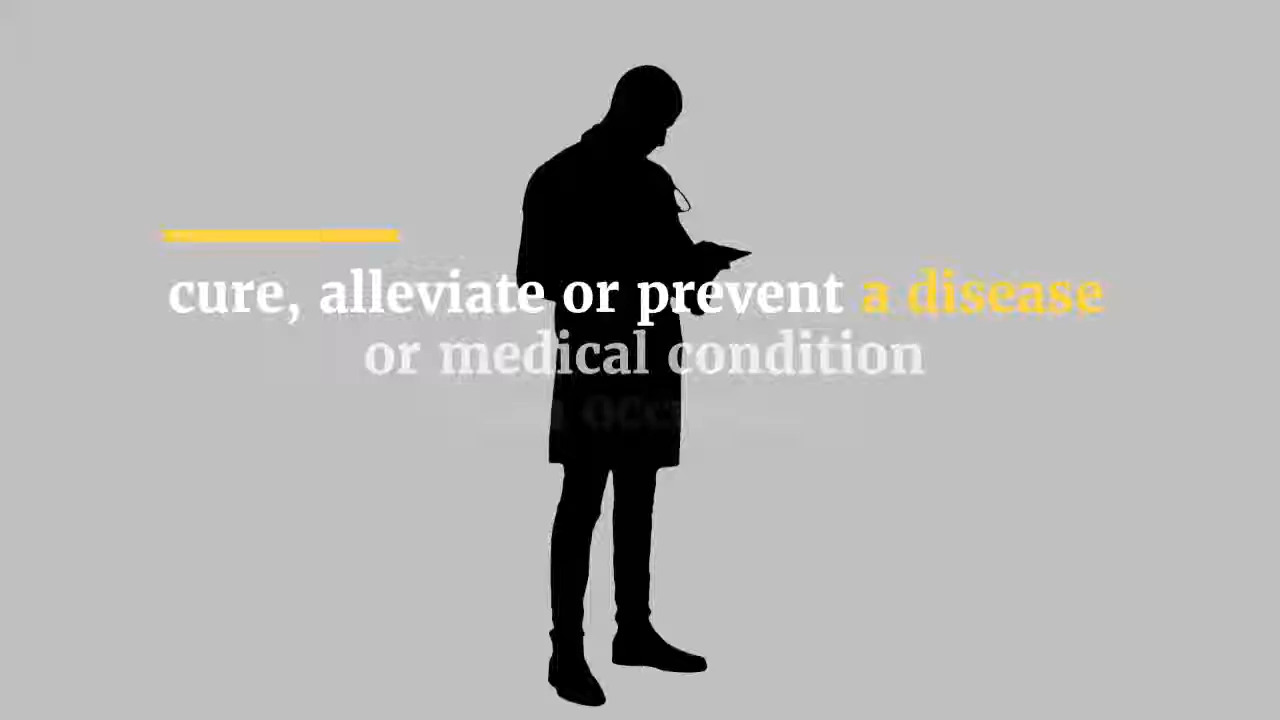 cure, alleviate or prevent a disease
or medical condition